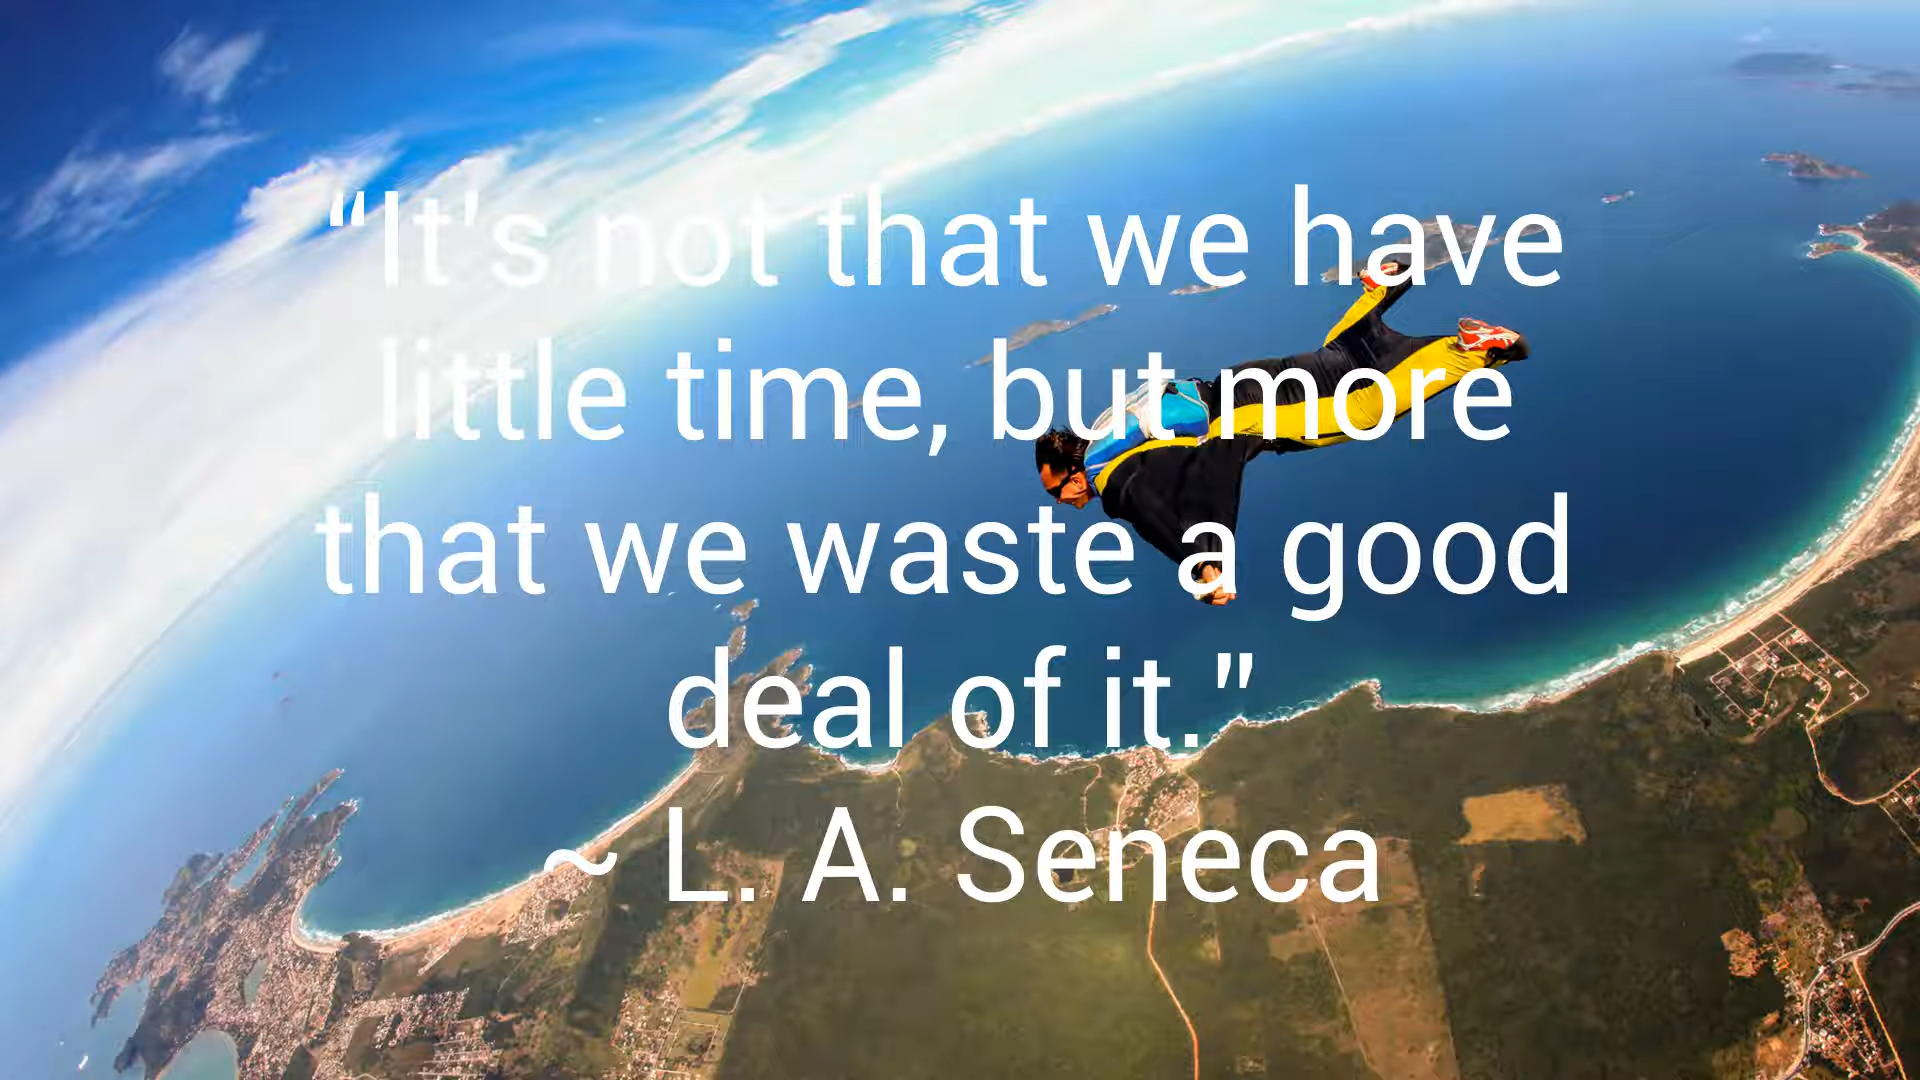 “It's not that we have
little time, but more
that we waste a good
deal of it."
~ L. A. Seneca